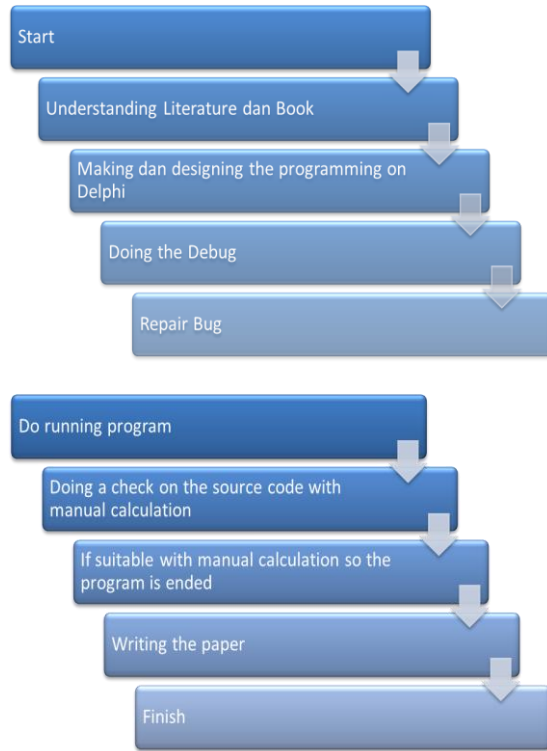 Start
Understanding Literature dan Book
Making dan designing the programming on
Delphi
Doing the Debug
Repair Bug
Do running program
Doing a check on the source code with
manual calculation
If suitable with manual calculation so the
program is ended
Writing the paper
Finish